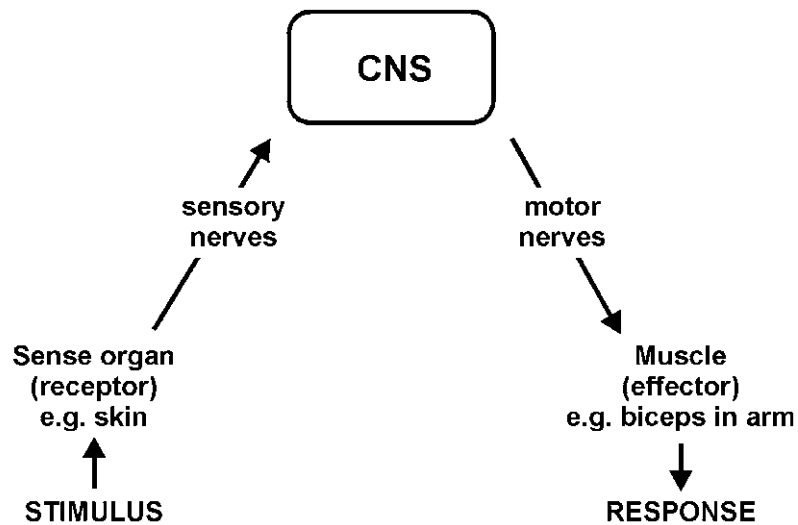 CNS
sensory
nerves
motor
nerves
Sense organ
(receptor)
e.g. skin
Muscle
(effector)
e.g. biceps in arm
STIMULUS
RESPONSE